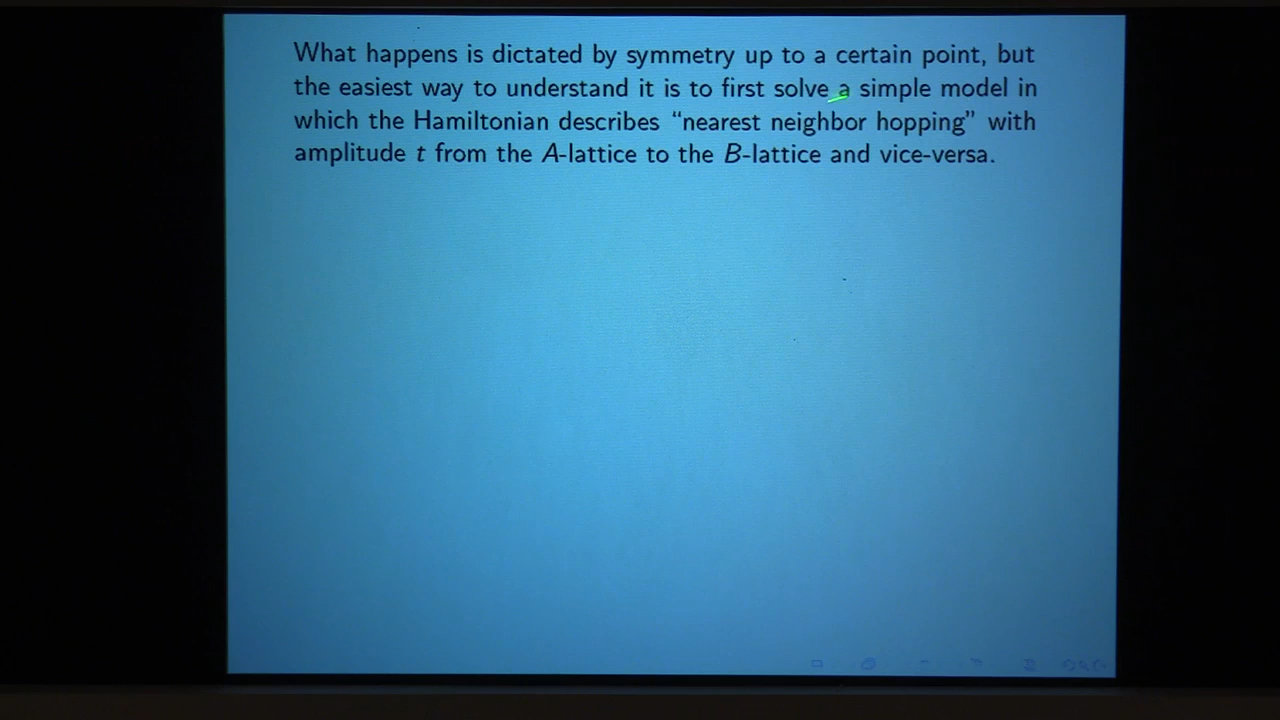 What happens is dictated by symmetry up to a certain point, but
the easiest way to understand it is to first solve a simple model in
which the Hamiltonian describes “nearest neighbor hopping” with
amplitude t from the A-lattice to the B-lattice and vice-versa.